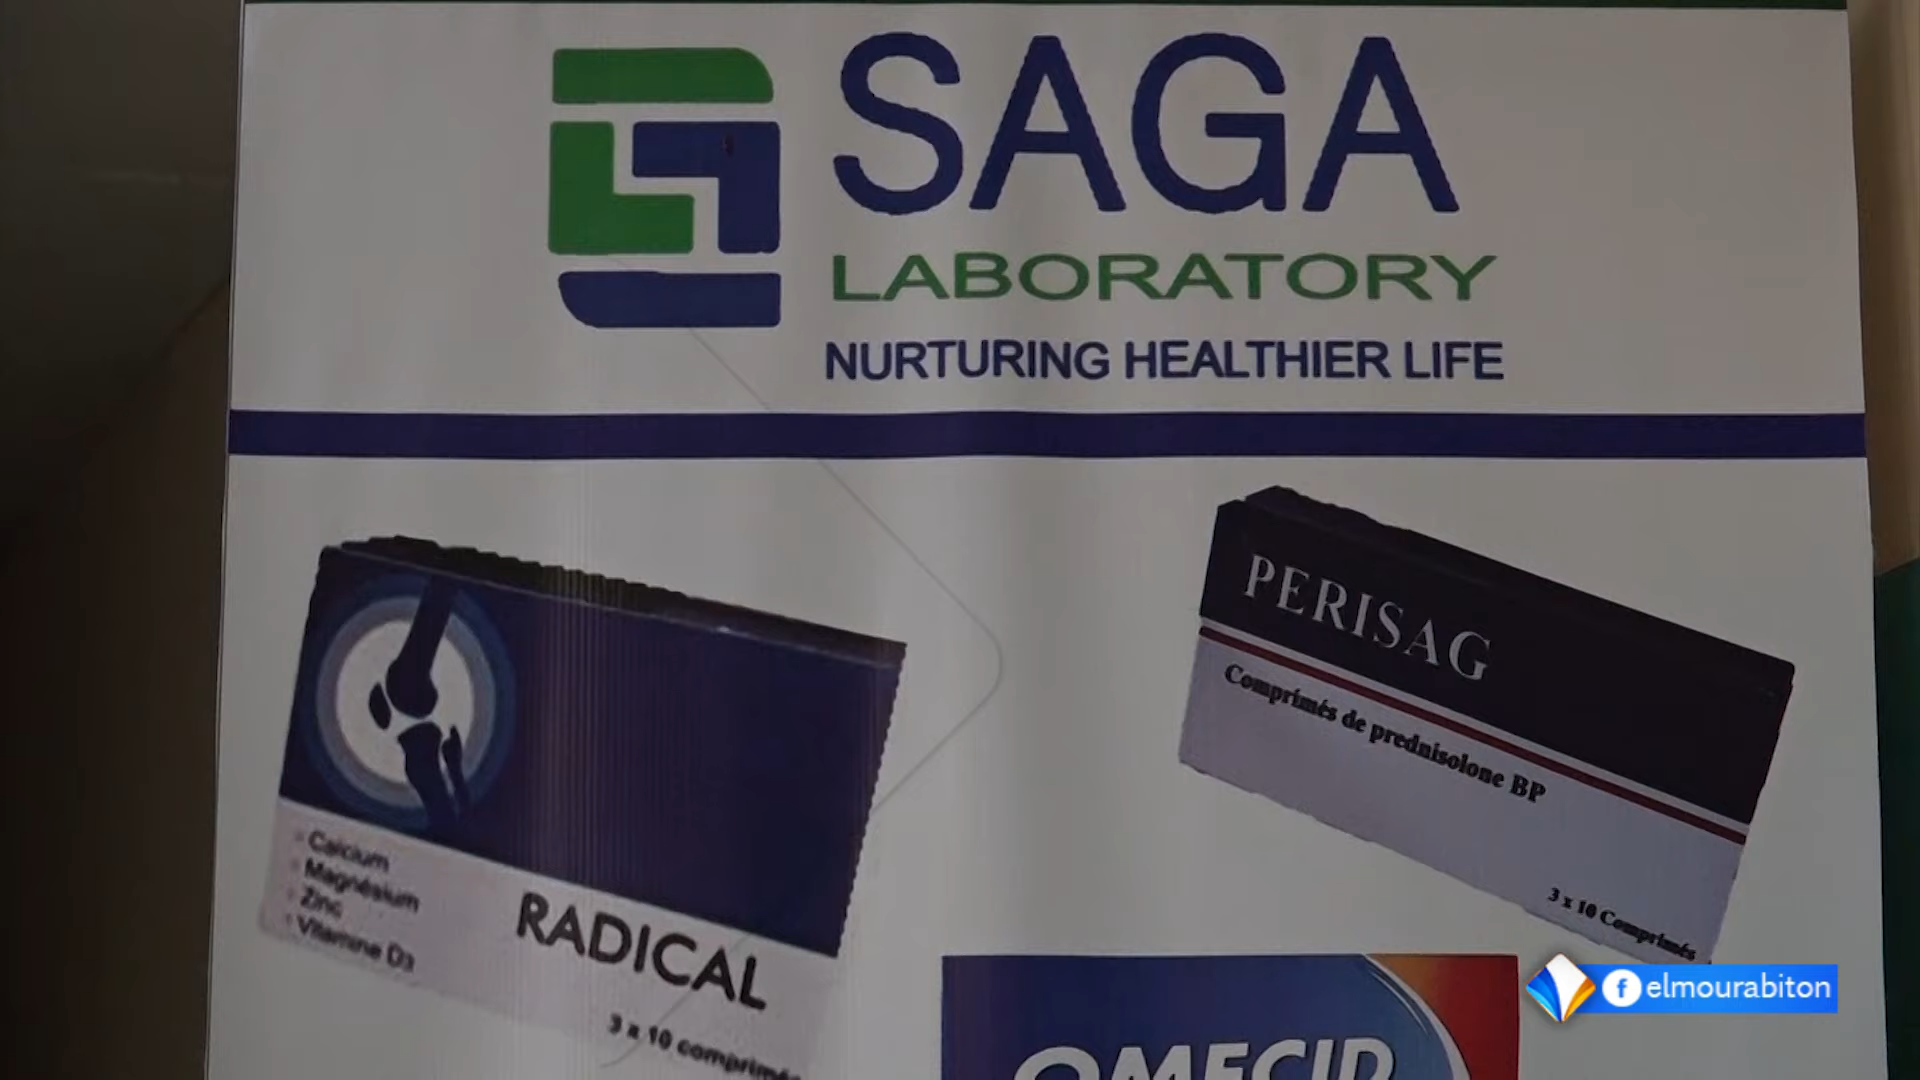 SAGA
LABORATORY
NURTURING HEALTHIER LIFE
PERISAG
Comprimés de prednisolone BP
3 x 10 Comprimés
Calcium
Magnésium
Zinc
Vitamine D3
RADICAL
3 x 10 comprimés
OMECID
elmourabiton